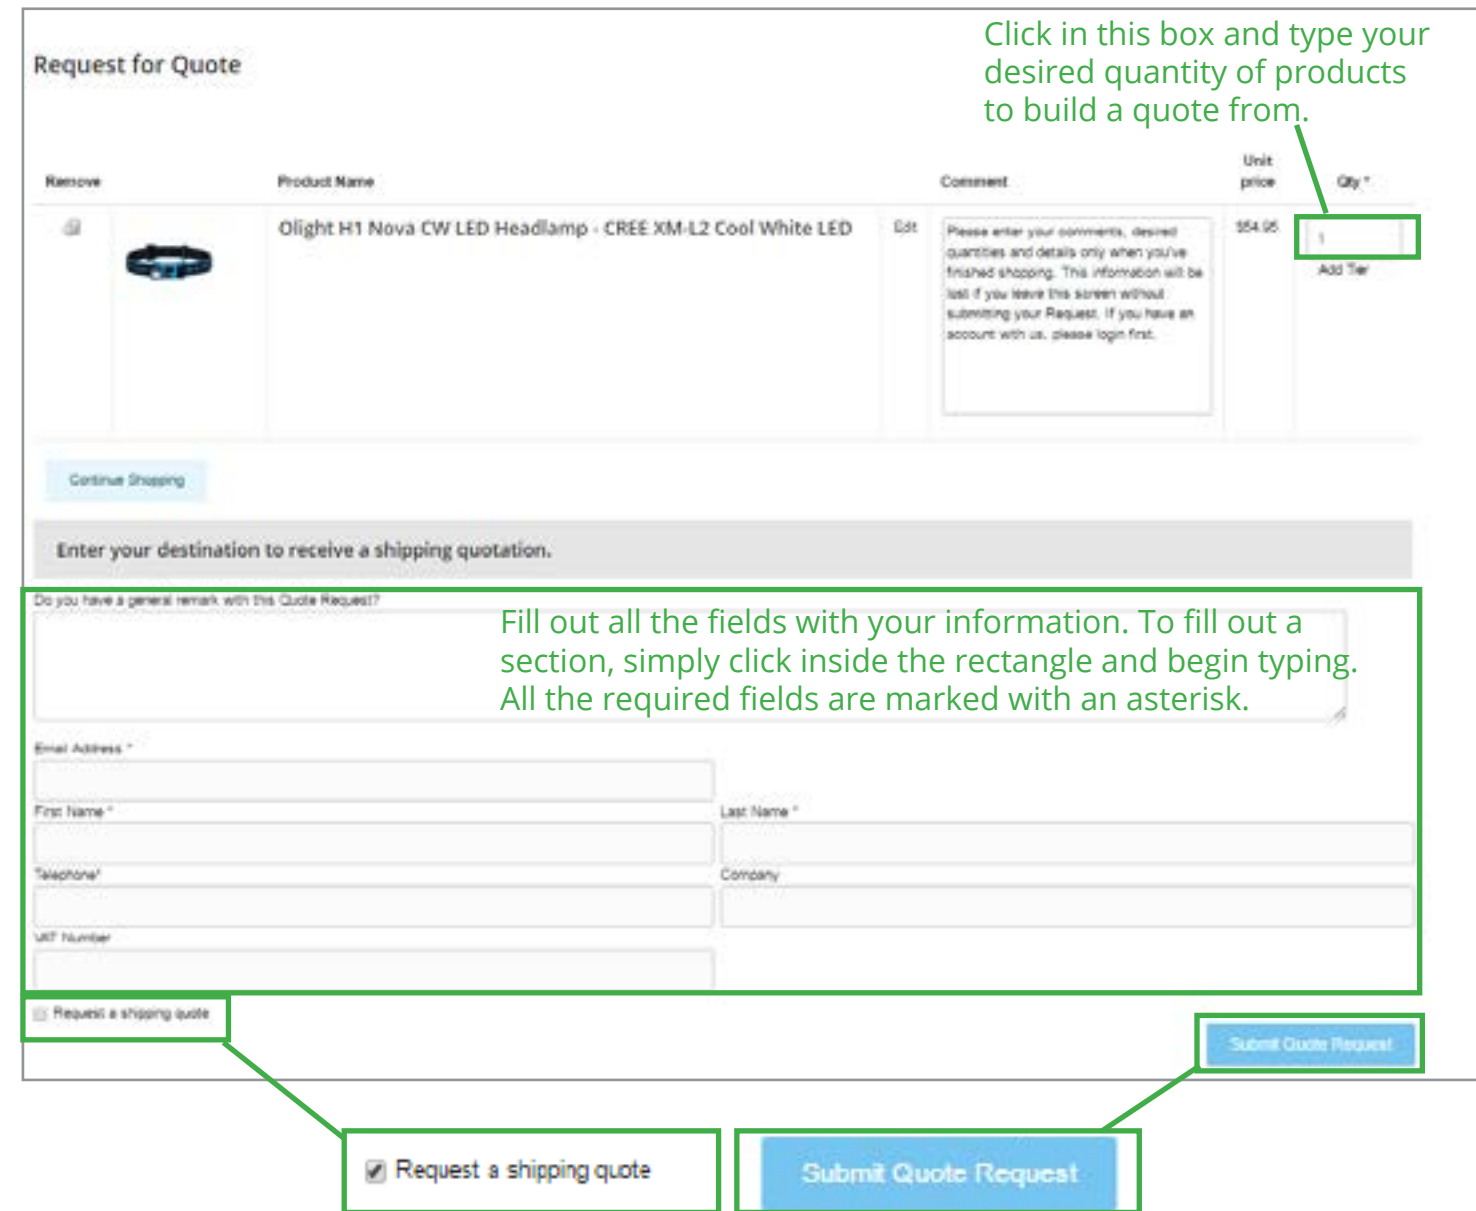 Click in this box and type your
desired quantity of products
to build a quote from.
Request for Quote
Remove Product Name Comment Unit price Qty *
Olight H1 Nova CW LED Headlamp - CREE XM-L2 Cool White LED Edit $54.95 1
Please enter your comments, desired
quantities and details only when you've
finished shopping. This information will be
lost if you leave this screen without
submitting your Request. If you have an
account with us, please login first.
Add Tier
Continue Shopping
Enter your destination to receive a shipping quotation.
Do you have a general remark with this Quote Request?
Fill out all the fields with your information. To fill out a
section, simply click inside the rectangle and begin typing.
All the required fields are marked with an asterisk.
Email Address *
First Name * Last Name *
Telephone* Company
VAT Number
Request a shipping quote
Submit Quote Request
Request a shipping quote
Submit Quote Request